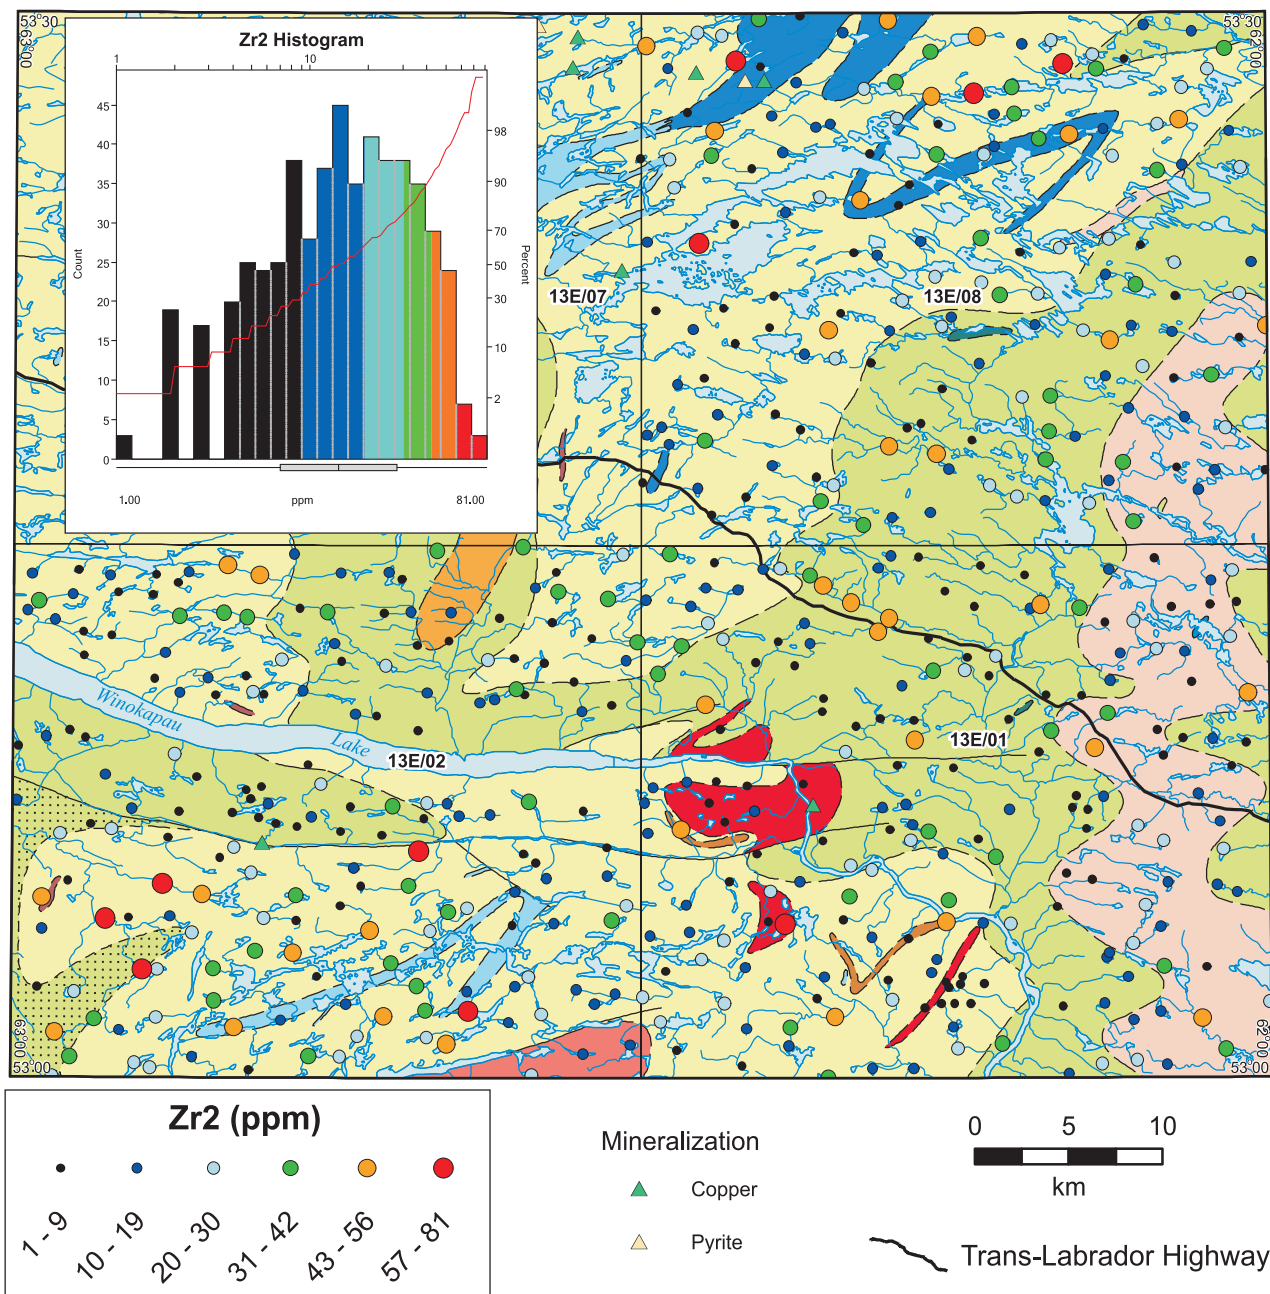 53°30
63°00
53°30
62°00
Zr2 Histogram
1
10
45
40
35
30
25
20
15
10
5
0
Count
98
90
70
50
30
10
2
Percent
1.00
ppm
81.00
13E/07
13E/08
Winokapau
Lake
13E/02
13E/01
63°00
53°00
62°00
53°00
Zr2 (ppm)
1 - 9
10 - 19
20 - 30
31 - 42
43 - 56
57 - 81
Mineralization
Copper
Pyrite
0
5
10
km
Trans-Labrador Highway